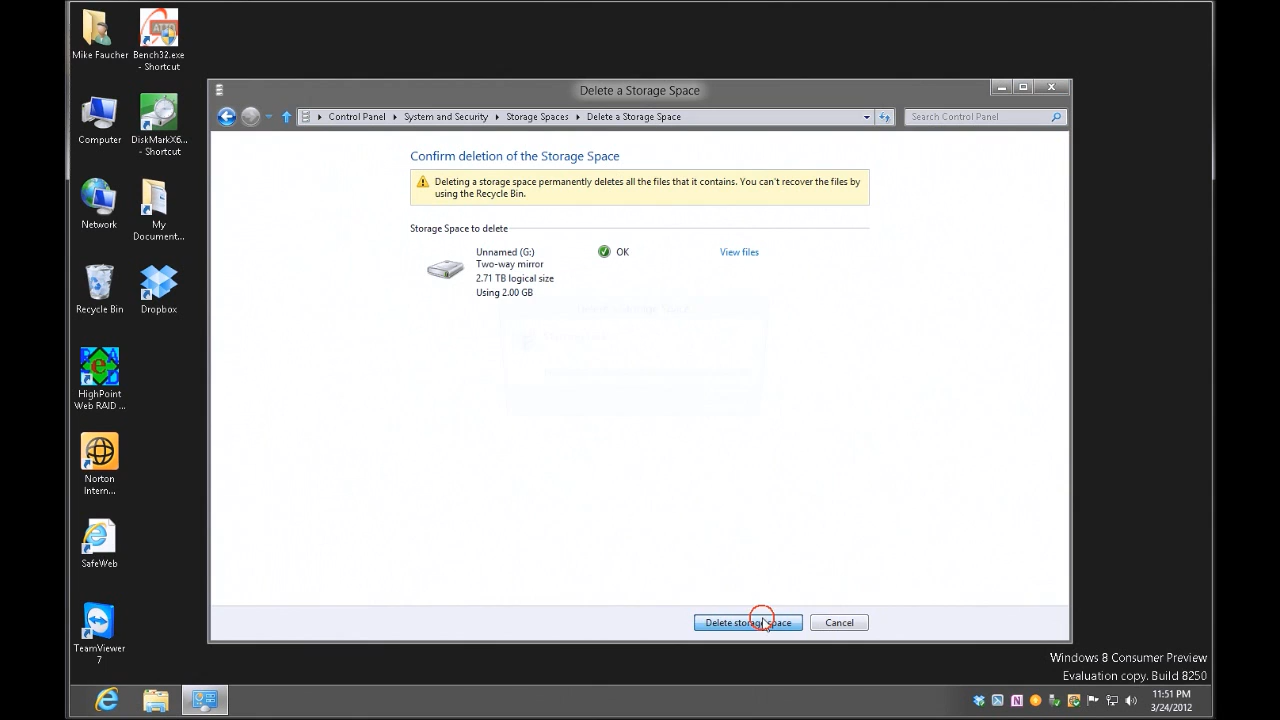 Mike Faucher
Bench32.exe
- Shortcut
Computer
DiskMarkX6...
- Shortcut
Network
My
Document...
Recycle Bin
Dropbox
HighPoint
Web RAID ...
Norton
Intern...
SafeWeb
TeamViewer
7
Delete a Storage Space
Control Panel
System and Security
Storage Spaces
Delete a Storage Space
Search Control Panel
Confirm deletion of the Storage Space
Deleting a storage space permanently deletes all the files that it contains. You can't recover the files by
using the Recycle Bin.
Storage Space to delete
Unnamed (G:)
OK
View files
Two-way mirror
2.71 TB logical size
Using 2.00 GB
Delete storage space
Cancel
Windows 8 Consumer Preview
Evaluation copy. Build 8250
11:51 PM
3/24/2012